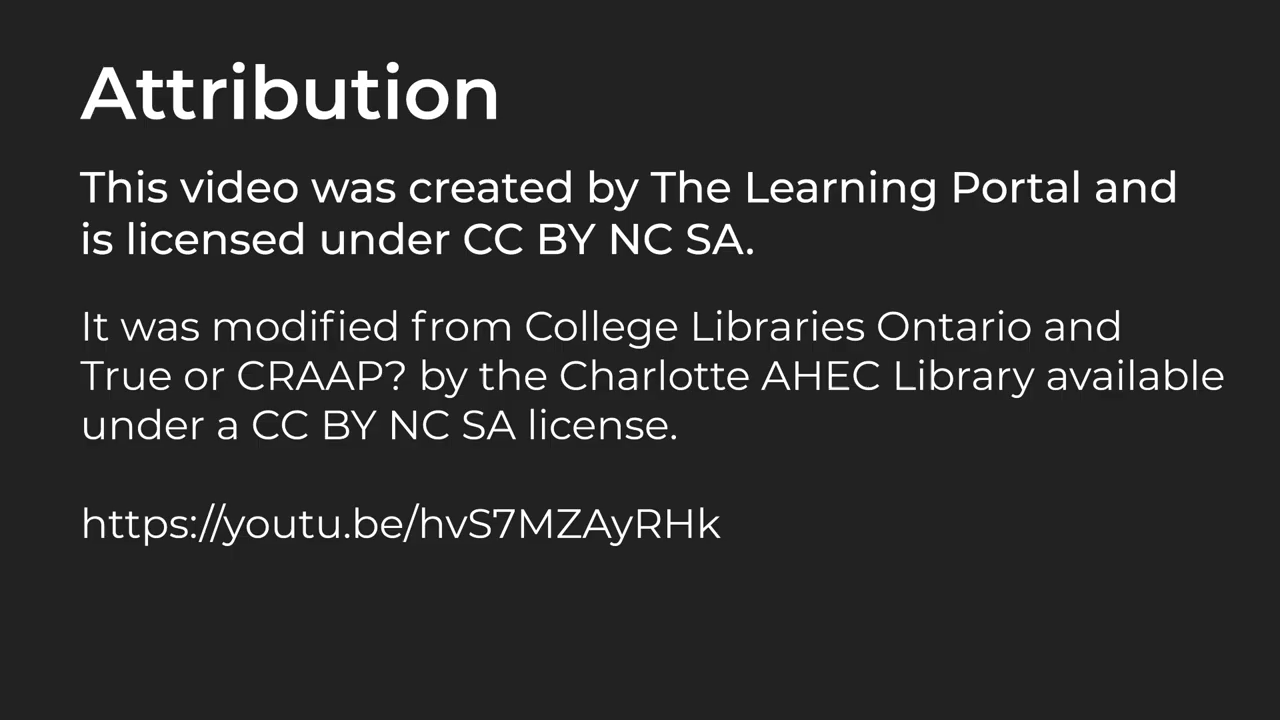 Attribution
This video was created by The Learning Portal and
is licensed under CC BY NC SA.
It was modified from College Libraries Ontario and
True or CRAAP? by the Charlotte AHEC Library available
under a CC BY NC SA license.
https://youtu.be/hvS7MZAyRHk